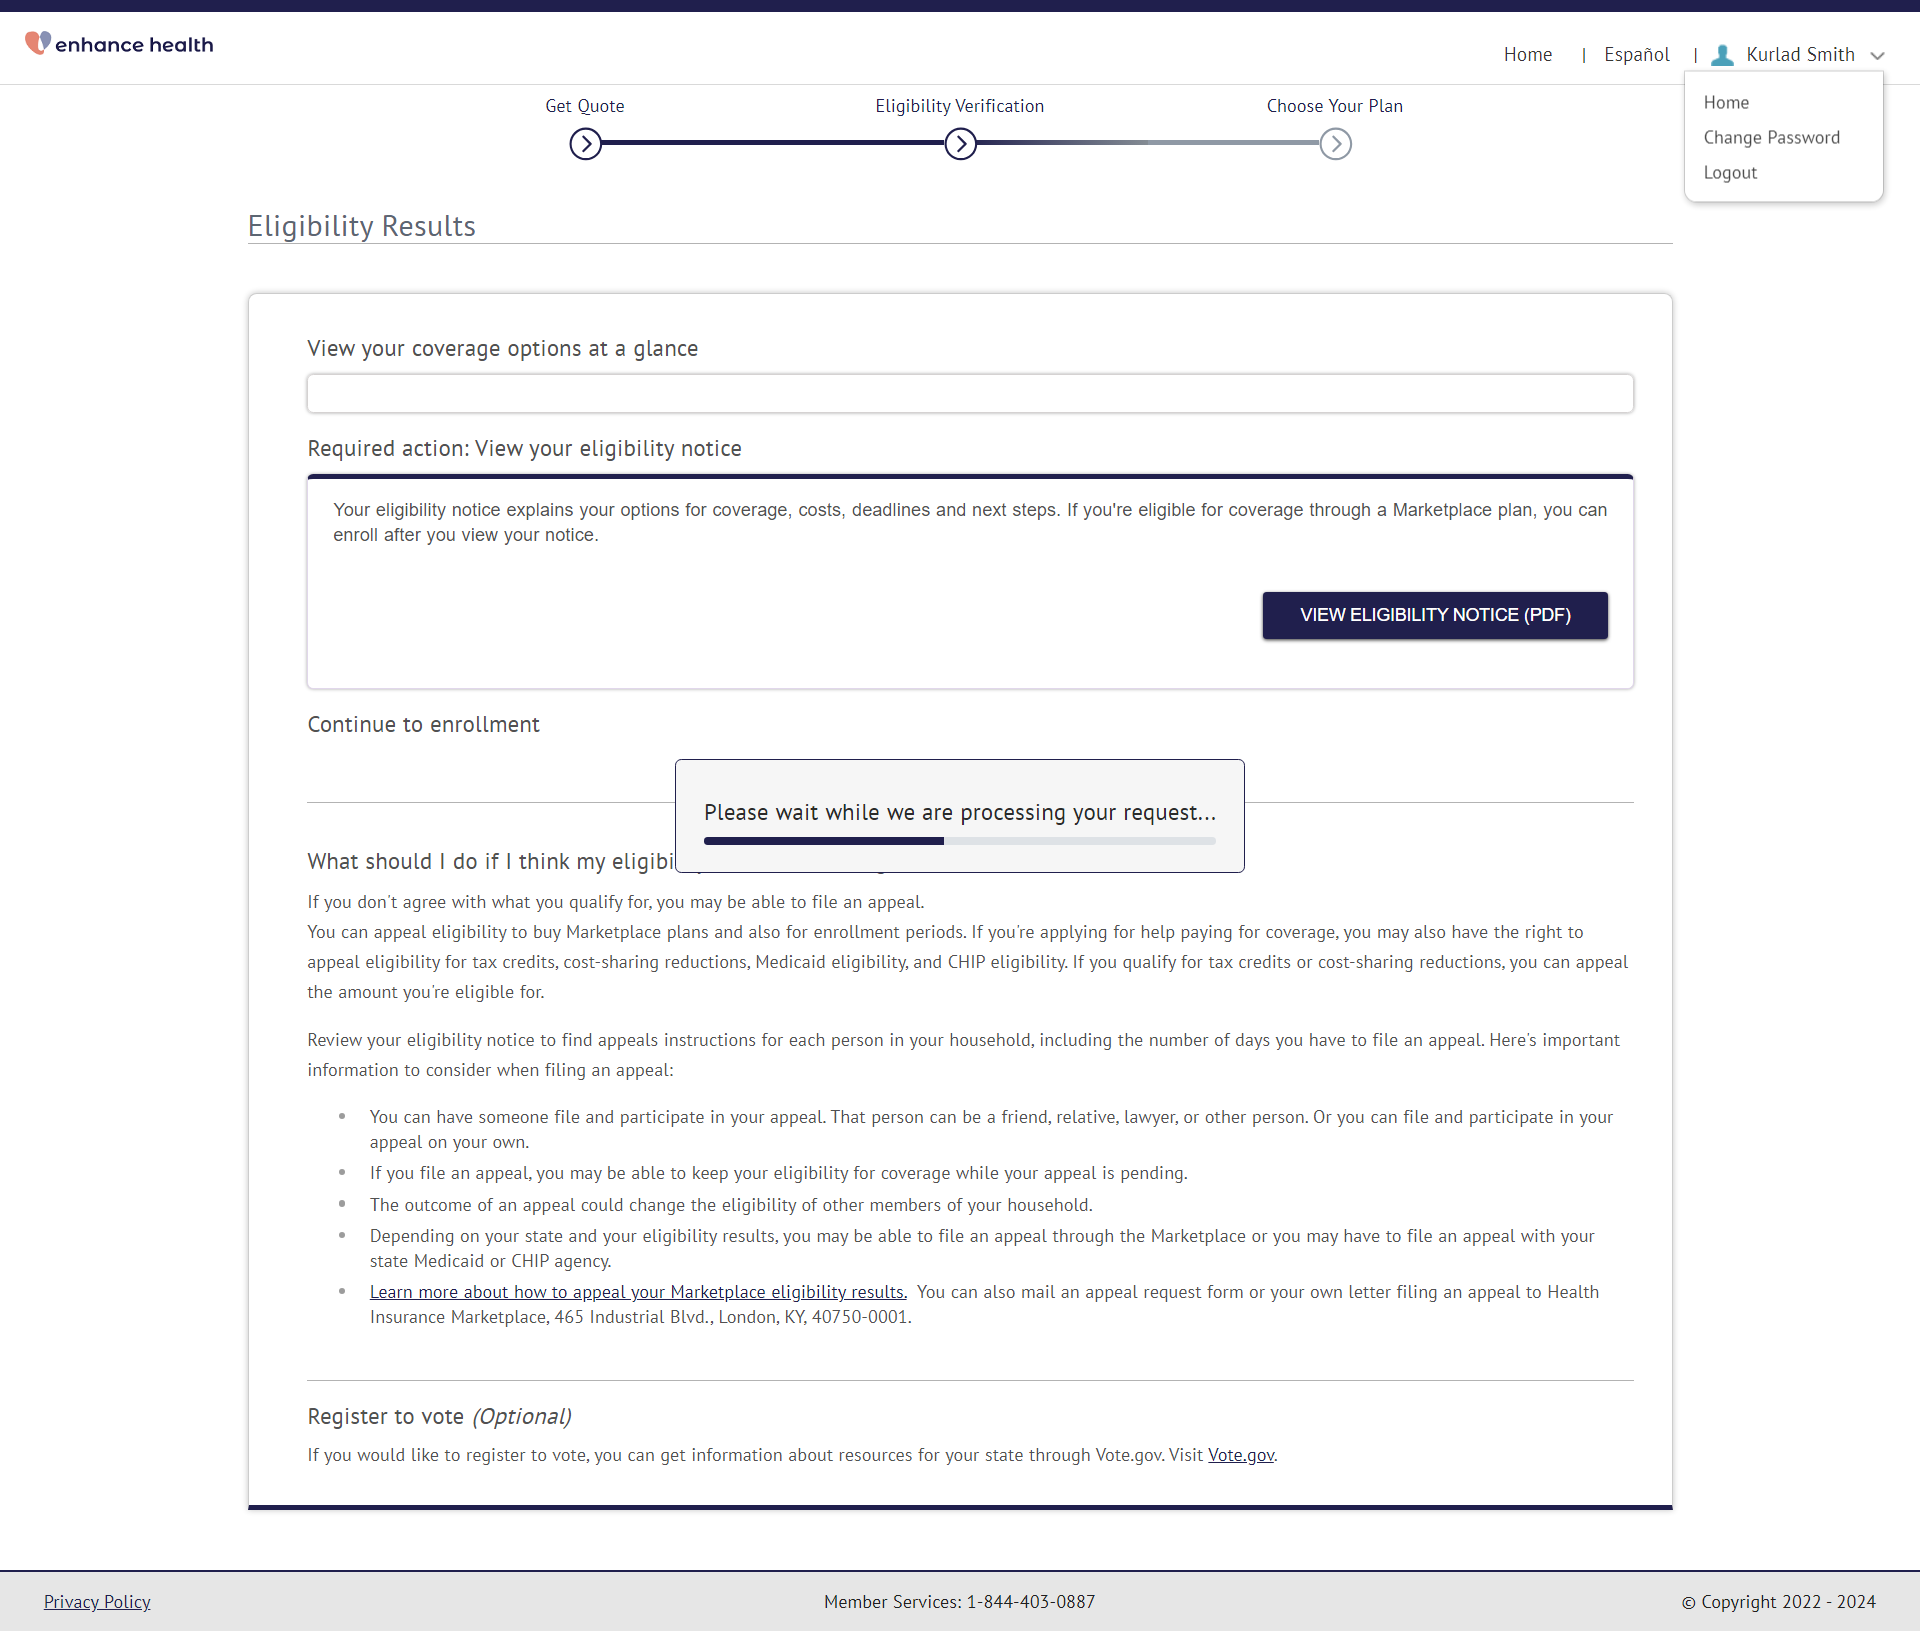 enhance health
Home | Español | Kurlad Smith
Home
Change Password
Logout
Get Quote
Eligibility Verification
Choose Your Plan
Eligibility Results
View your coverage options at a glance
Required action: View your eligibility notice
Your eligibility notice explains your options for coverage, costs, deadlines and next steps. If you're eligible for coverage through a Marketplace plan, you can
enroll after you view your notice.
VIEW ELIGIBILITY NOTICE (PDF)
Continue to enrollment
Please wait while we are processing your request...
What should I do if I think my eligibi
If you don't agree with what you qualify for, you may be able to file an appeal.
You can appeal eligibility to buy Marketplace plans and also for enrollment periods. If you're applying for help paying for coverage, you may also have the right to
appeal eligibility for tax credits, cost-sharing reductions, Medicaid eligibility, and CHIP eligibility. If you qualify for tax credits or cost-sharing reductions, you can appeal
the amount you're eligible for.
Review your eligibility notice to find appeals instructions for each person in your household, including the number of days you have to file an appeal. Here's important
information to consider when filing an appeal:
• You can have someone file and participate in your appeal. That person can be a friend, relative, lawyer, or other person. Or you can file and participate in your
appeal on your own.
• If you file an appeal, you may be able to keep your eligibility for coverage while your appeal is pending.
• The outcome of an appeal could change the eligibility of other members of your household.
• Depending on your state and your eligibility results, you may be able to file an appeal through the Marketplace or you may have to file an appeal with your
state Medicaid or CHIP agency.
• Learn more about how to appeal your Marketplace eligibility results. You can also mail an appeal request form or your own letter filing an appeal to Health
Insurance Marketplace, 465 Industrial Blvd., London, KY, 40750-0001.
Register to vote (Optional)
If you would like to register to vote, you can get information about resources for your state through Vote.gov. Visit Vote.gov.
Privacy Policy
Member Services: 1-844-403-0887
© Copyright 2022 - 2024